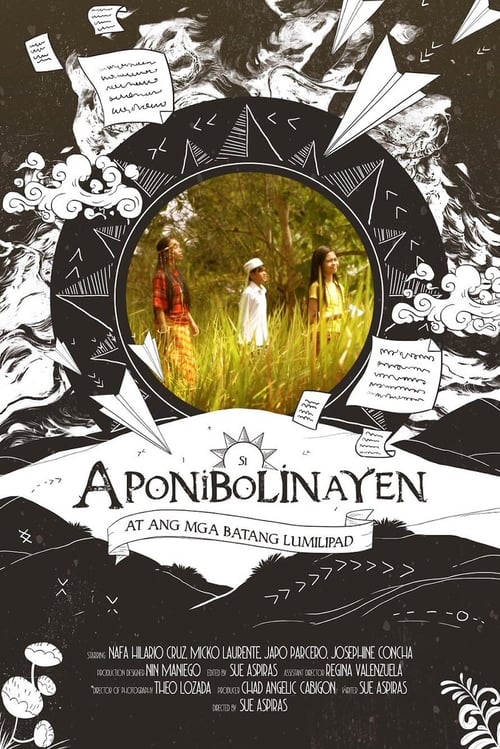 SI
APONIBOLINAYEN
AT ANG MGA BATANG LUMILIPAD
STARRING NAFA HILARIO CRUZ, MICKO LAURENTE, JAPO PARCERO, JOSEPHINE CONCHA
PRODUCTION DESIGNER NIN MANIEGO EDITED BY SUE ASPIRAS ASSISTANT DIRECTOR REGINA VALENZUELA
DIRECTOR OF PHOTOGRAPHY THEO LOZADA PRODUCER CHAD ANGELIC CABIGON WRITER SUE ASPIRAS
DIRECTED BY SUE ASPIRAS